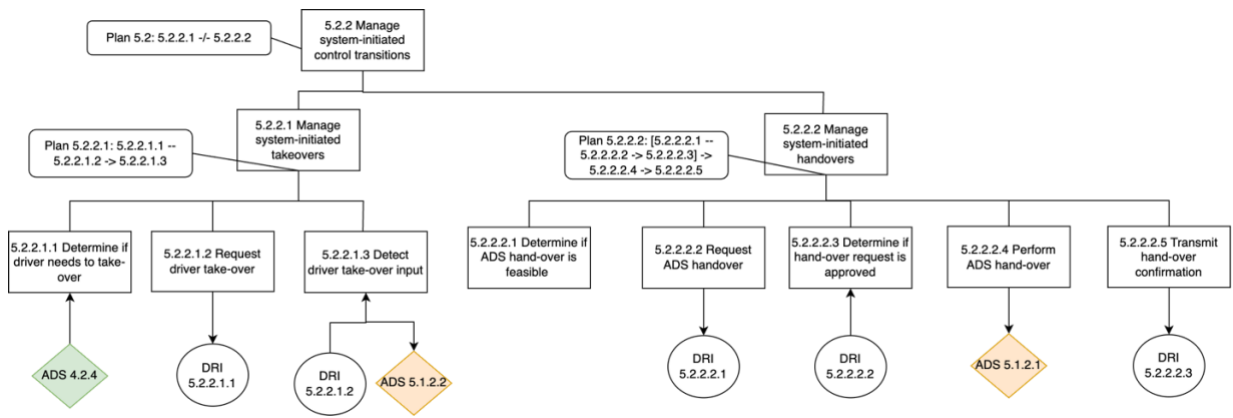 Plan 5.2: 5.2.2.1 -/- 5.2.2.2
5.2.2 Manage
system-initiated
control transitions
Plan 5.2.2.1: 5.2.2.1.1 --
5.2.2.1.2 -> 5.2.2.1.3
5.2.2.1 Manage
system-initiated
takeovers
Plan 5.2.2.2: [5.2.2.2.1 --
5.2.2.2.2 -> 5.2.2.2.3] ->
5.2.2.2.4 -> 5.2.2.2.5
5.2.2.2 Manage
system-initiated
handovers
5.2.2.1.1 Determine if
driver needs to take-
over
5.2.2.1.2 Request
driver take-over
5.2.2.1.3 Detect
driver take-over input
5.2.2.2.1 Determine if
ADS hand-over is
feasible
5.2.2.2.2 Request
ADS handover
5.2.2.2.3 Determine if
hand-over request is
approved
5.2.2.2.4 Perform
ADS hand-over
5.2.2.2.5 Transmit
hand-over
confirmation
ADS 4.2.4
DRI
5.2.2.1.1
DRI
5.2.2.1.2
ADS 5.1.2.2
DRI
5.2.2.2.1
DRI
5.2.2.2.2
ADS 5.1.2.1
DRI
5.2.2.2.3